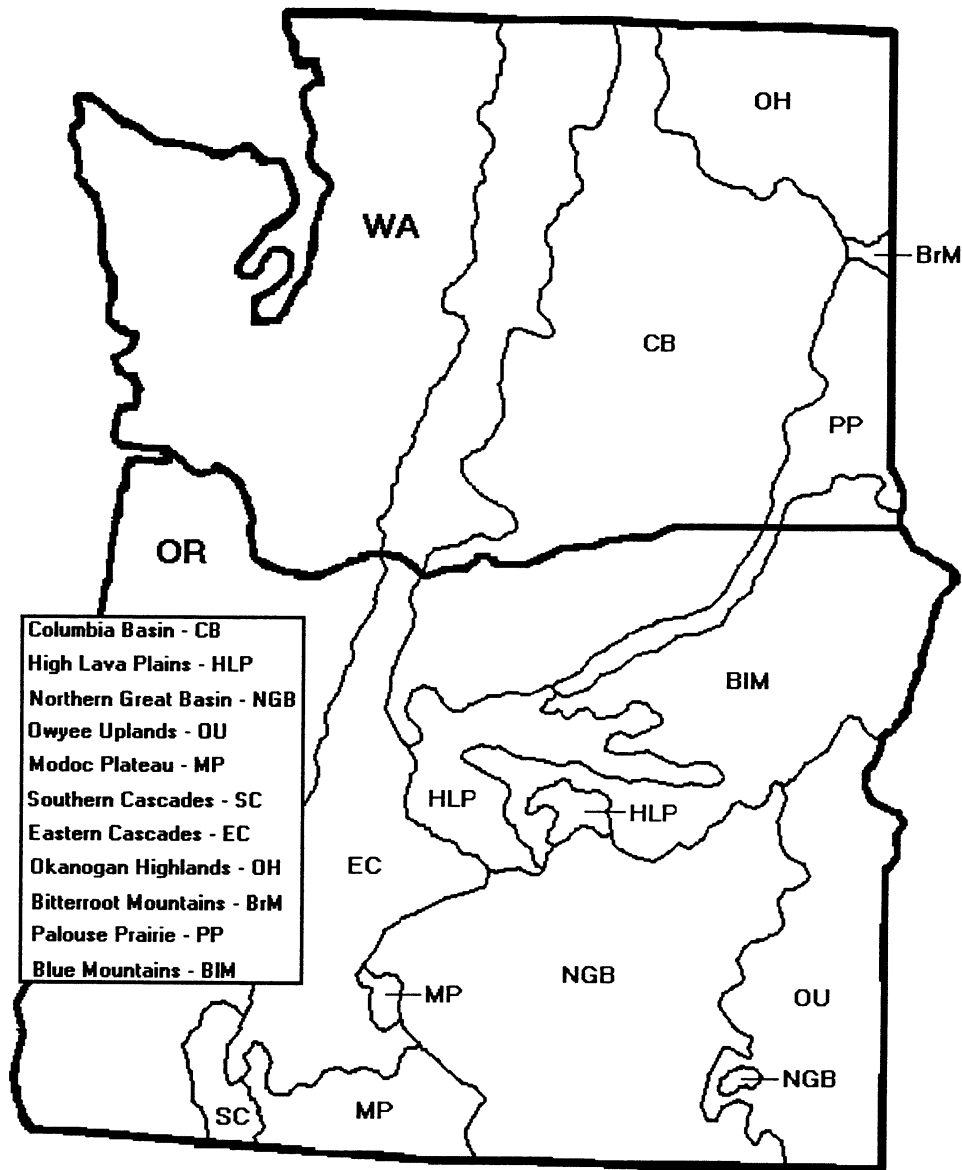 OH
WA
BrM
CB
PP
OR
Columbia Basin - CB
High Lava Plains - HLP
Northern Great Basin - NGB
Owyee Uplands - OU
Modoc Plateau - MP
Southern Cascades - SC
Eastern Cascades - EC
Okanogan Highlands - OH
Bitterroot Mountains - BrM
Palouse Prairie - PP
Blue Mountains - BIM
BIM
HLP
HLP
EC
NGB
MP
OU
NGB
SC
MP